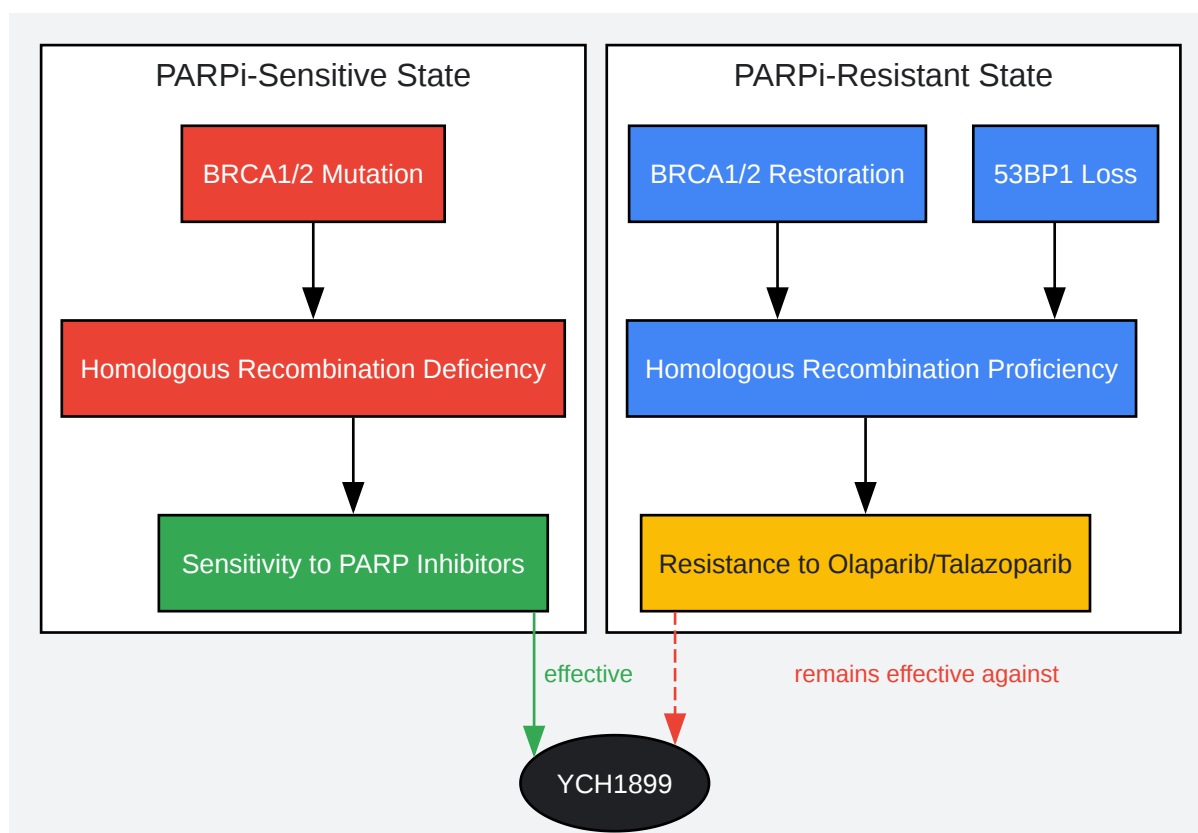 PARPi-Sensitive State
BRCA1/2 Mutation
Homologous Recombination Deficiency
Sensitivity to PARP Inhibitors
PARPi-Resistant State
BRCA1/2 Restoration
53BP1 Loss
Homologous Recombination Proficiency
Resistance to Olaparib/Talazoparib
effective
remains effective against
YCH1899